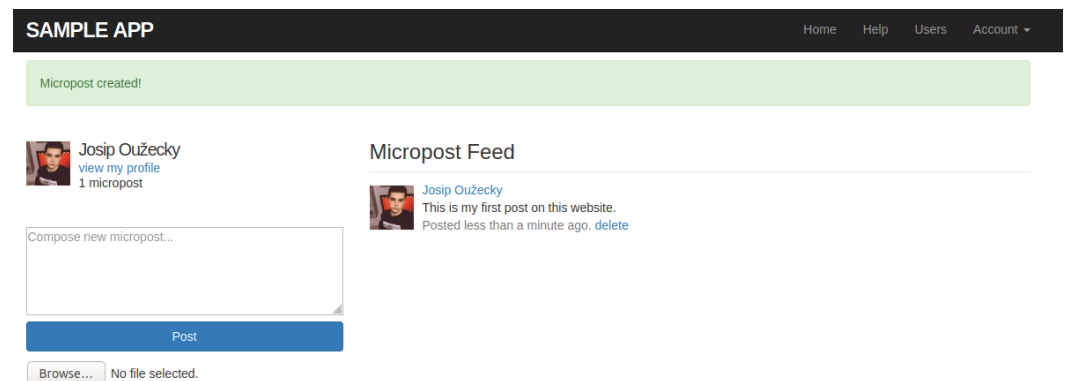 SAMPLE APP
Home Help Users Account
Micropost created!
Josip Oužecky
view my profile
1 micropost
Compose new micropost...
Post
Browse... No file selected.
Micropost Feed
Josip Oužecky
This is my first post on this website.
Posted less than a minute ago. delete